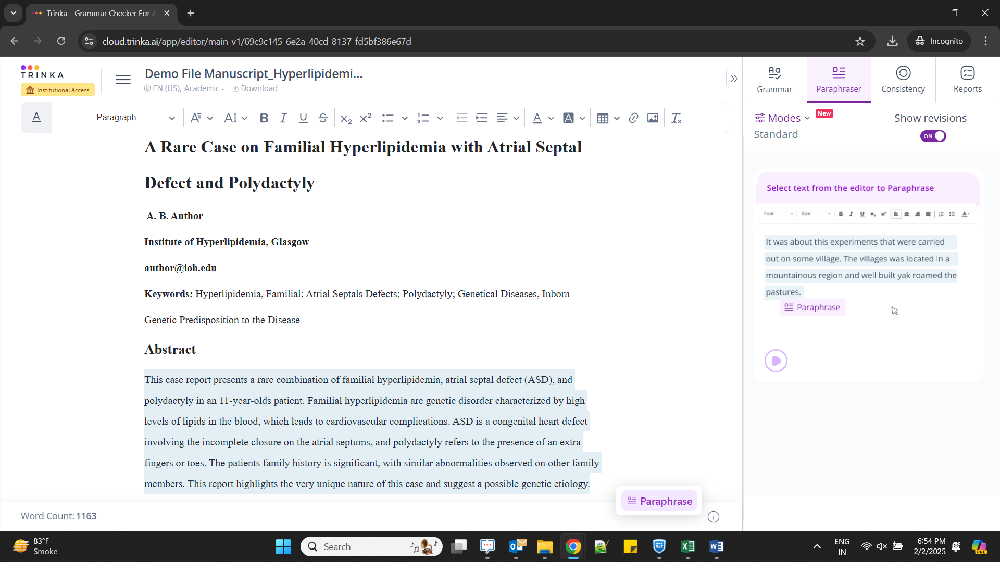 Trinka - Grammar Checker For A
cloud.trinka.ai/app/editor/main-v1/69c9c145-6e2a-40cd-8137-fd5bf386e67d
Incognito
TRINKA
Institutional Access
Demo File Manuscript_Hyperlipidemi...
EN (US), Academic - | Download
Grammar
Paraphraser
Consistency
Reports
Paragraph
Modes
New
Standard
Show revisions
ON
A Rare Case on Familial Hyperlipidemia with Atrial Septal
Defect and Polydactyly
A. B. Author
Institute of Hyperlipidemia, Glasgow
author@ioh.edu
Keywords: Hyperlipidemia, Familial; Atrial Septals Defects; Polydactyly; Genetical Diseases, Inborn
Genetic Predisposition to the Disease
Abstract
This case report presents a rare combination of familial hyperlipidemia, atrial septal defect (ASD), and
polydactyly in an 11-year-olds patient. Familial hyperlipidemia are genetic disorder characterized by high
levels of lipids in the blood, which leads to cardiovascular complications. ASD is a congenital heart defect
involving the incomplete closure on the atrial septums, and polydactyly refers to the presence of an extra
fingers or toes. The patients family history is significant, with similar abnormalities observed on other family
members. This report highlights the very unique nature of this case and suggest a possible genetic etiology.
Paraphrase
Select text from the editor to Paraphrase
Font
Size
It was about this experiments that were carried
out on some village. The villages was located in a
mountainous region and well built yak roamed the
pastures.
Paraphrase
Word Count: 1163
83°F
Smoke
Search
ENG
IN
6:54 PM
2/2/2025
PRE